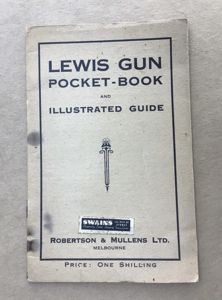 LEWIS GUN
POCKET-BOOK
AND
ILLUSTRATED GUIDE
SWAINS
ROBERTSON & MULLENS LTD.
MELBOURNE
PRICE: ONE SHILLING